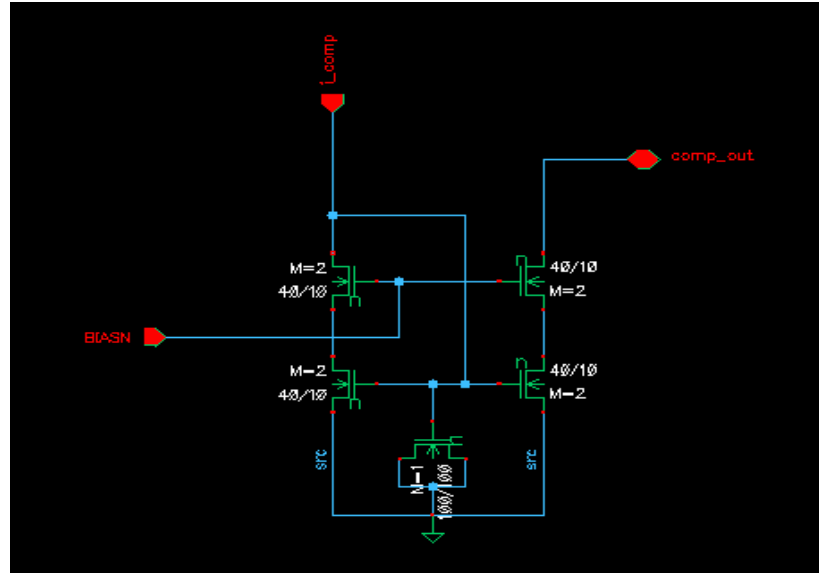 i_comp
comp_out
M=2
40/10
n
n
40/10
M=2
BIASN
M=2
40/10
n
n
40/10
M=2
src
M=1
100/100
n
src